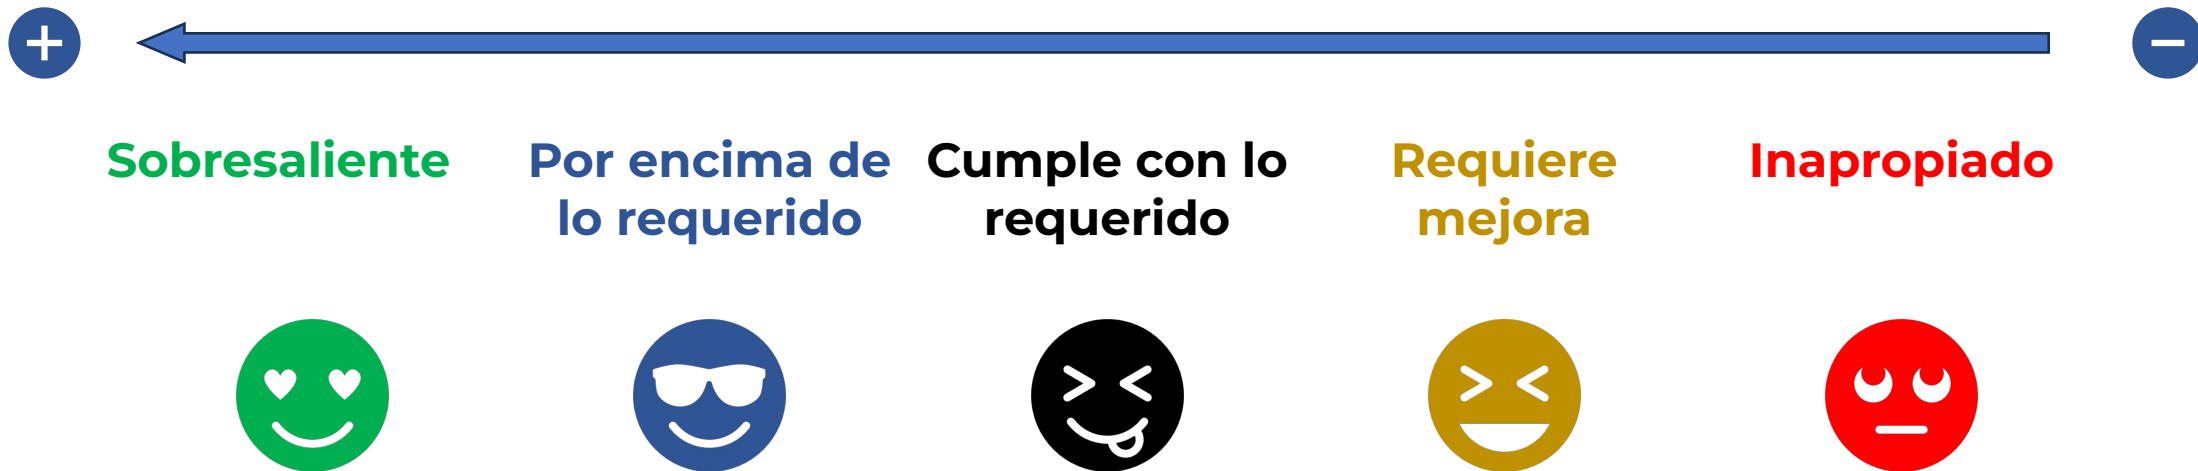 Sobresaliente
Por encima de
lo requerido
Cumple con lo
requerido
Requiere
mejora
Inapropiado